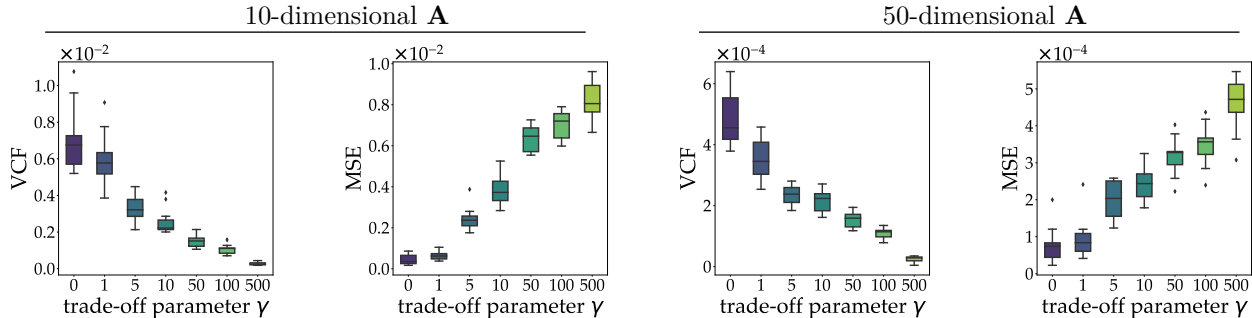 10-dimensional A
50-dimensional A
×10⁻²
VCF
1.0
0.8
0.6
0.4
0.2
0.0
0 1 5 10 50 100 500
trade-off parameter γ
×10⁻²
MSE
1.0
0.8
0.6
0.4
0.2
0.0
0 1 5 10 50 100 500
trade-off parameter γ
×10⁻⁴
VCF
6
4
2
0
0 1 5 10 50 100 500
trade-off parameter γ
×10⁻⁴
MSE
5
4
3
2
1
0
0 1 5 10 50 100 500
trade-off parameter γ